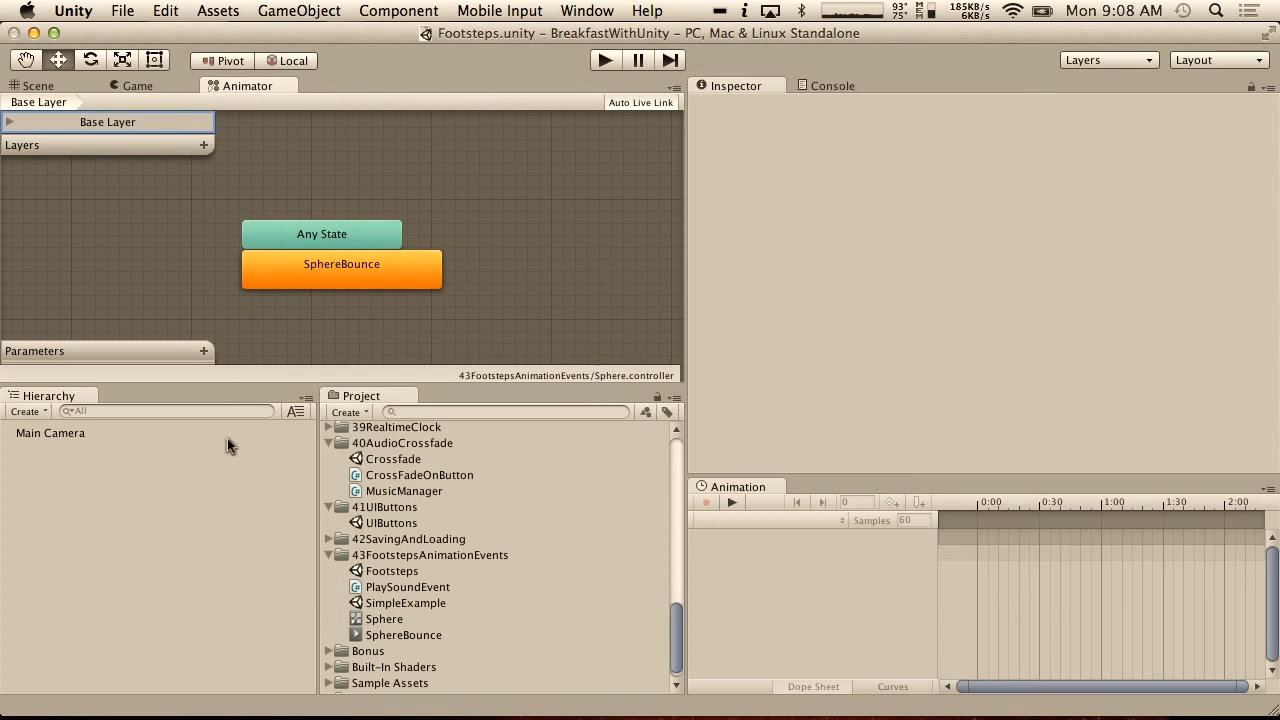 Unity File Edit Assets GameObject Component Mobile Input Window Help 93° 75° 185KB/s 6KB/s Mon 9:08 AM
Footsteps.unity - BreakfastWithUnity - PC, Mac & Linux Standalone
Pivot Local Layers Layout
Scene Game Animator Inspector Console
Base Layer Auto Live Link
Base Layer
Layers +
Any State
SphereBounce
Parameters +
43FootstepsAnimationEvents/Sphere.controller
Hierarchy Project
Create All Create
Main Camera
39RealtimeClock
40AudioCrossfade
Crossfade
CrossFadeOnButton
MusicManager
41UIButtons
UIButtons
42SavingAndLoading
43FootstepsAnimationEvents
Footsteps
PlaySoundEvent
SimpleExample
Sphere
SphereBounce
Bonus
Built-In Shaders
Sample Assets
Animation
0 0:00 0:30 1:00 1:30 2:00
Samples 60
Dope Sheet Curves